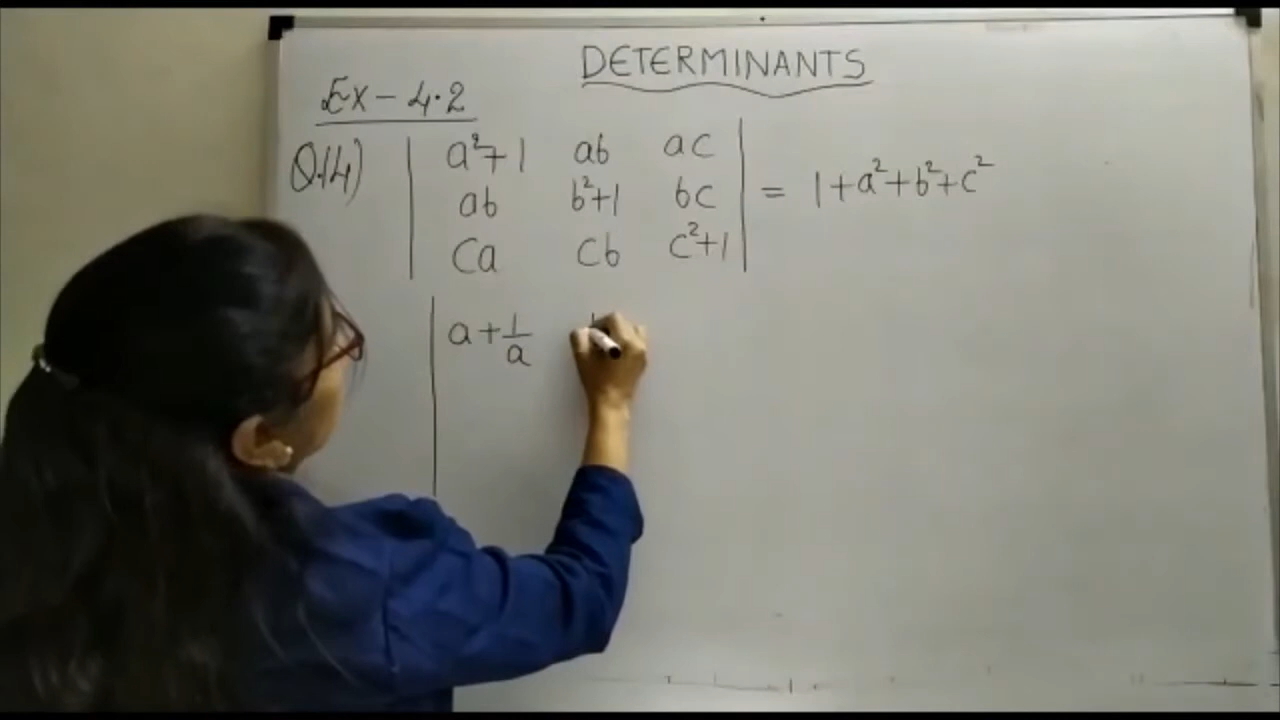 DETERMINANTS
Ex - 4.2
Q.14) | a²+1 ab ac |
| ab b²+1 bc | = 1+a²+b²+c²
| Ca Cb c²+1 |
| a+1/a